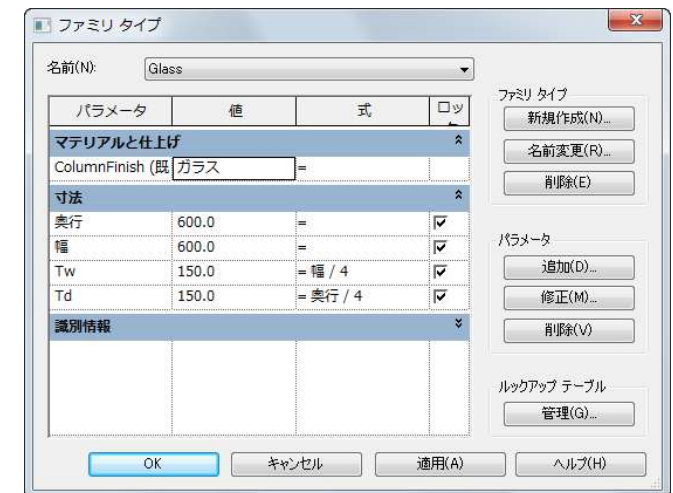 ファミリ タイプ
名前(N): Glass
パラメータ 値 式 ロッ
マテリアルと仕上げ
ColumnFinish (既 ガラス =
寸法
奥行 600.0 =
幅 600.0 =
Tw 150.0 = 幅 / 4
Td 150.0 = 奥行 / 4
識別情報
ファミリ タイプ
新規作成(N)...
名前変更(R)...
削除(E)
パラメータ
追加(D)...
修正(M)...
削除(V)
ルックアップ テーブル
管理(G)...
OK キャンセル 適用(A) ヘルプ(H)